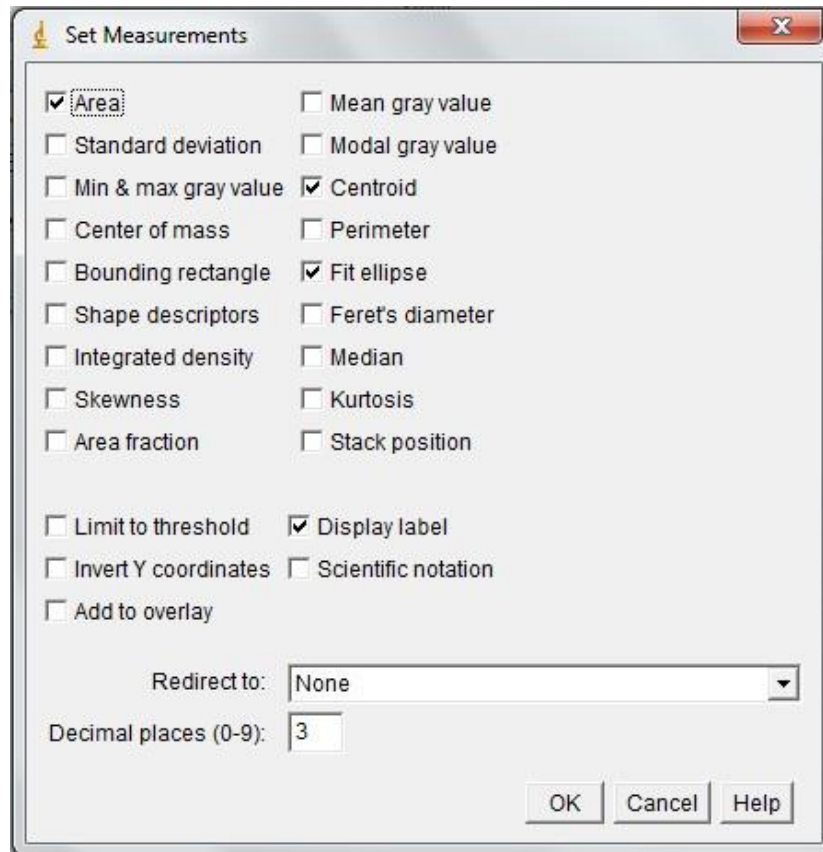 Set Measurements
Area Mean gray value
Standard deviation Modal gray value
Min & max gray value Centroid
Center of mass Perimeter
Bounding rectangle Fit ellipse
Shape descriptors Feret's diameter
Integrated density Median
Skewness Kurtosis
Area fraction Stack position
Limit to threshold Display label
Invert Y coordinates Scientific notation
Add to overlay
Redirect to: None
Decimal places (0-9): 3
OK Cancel Help